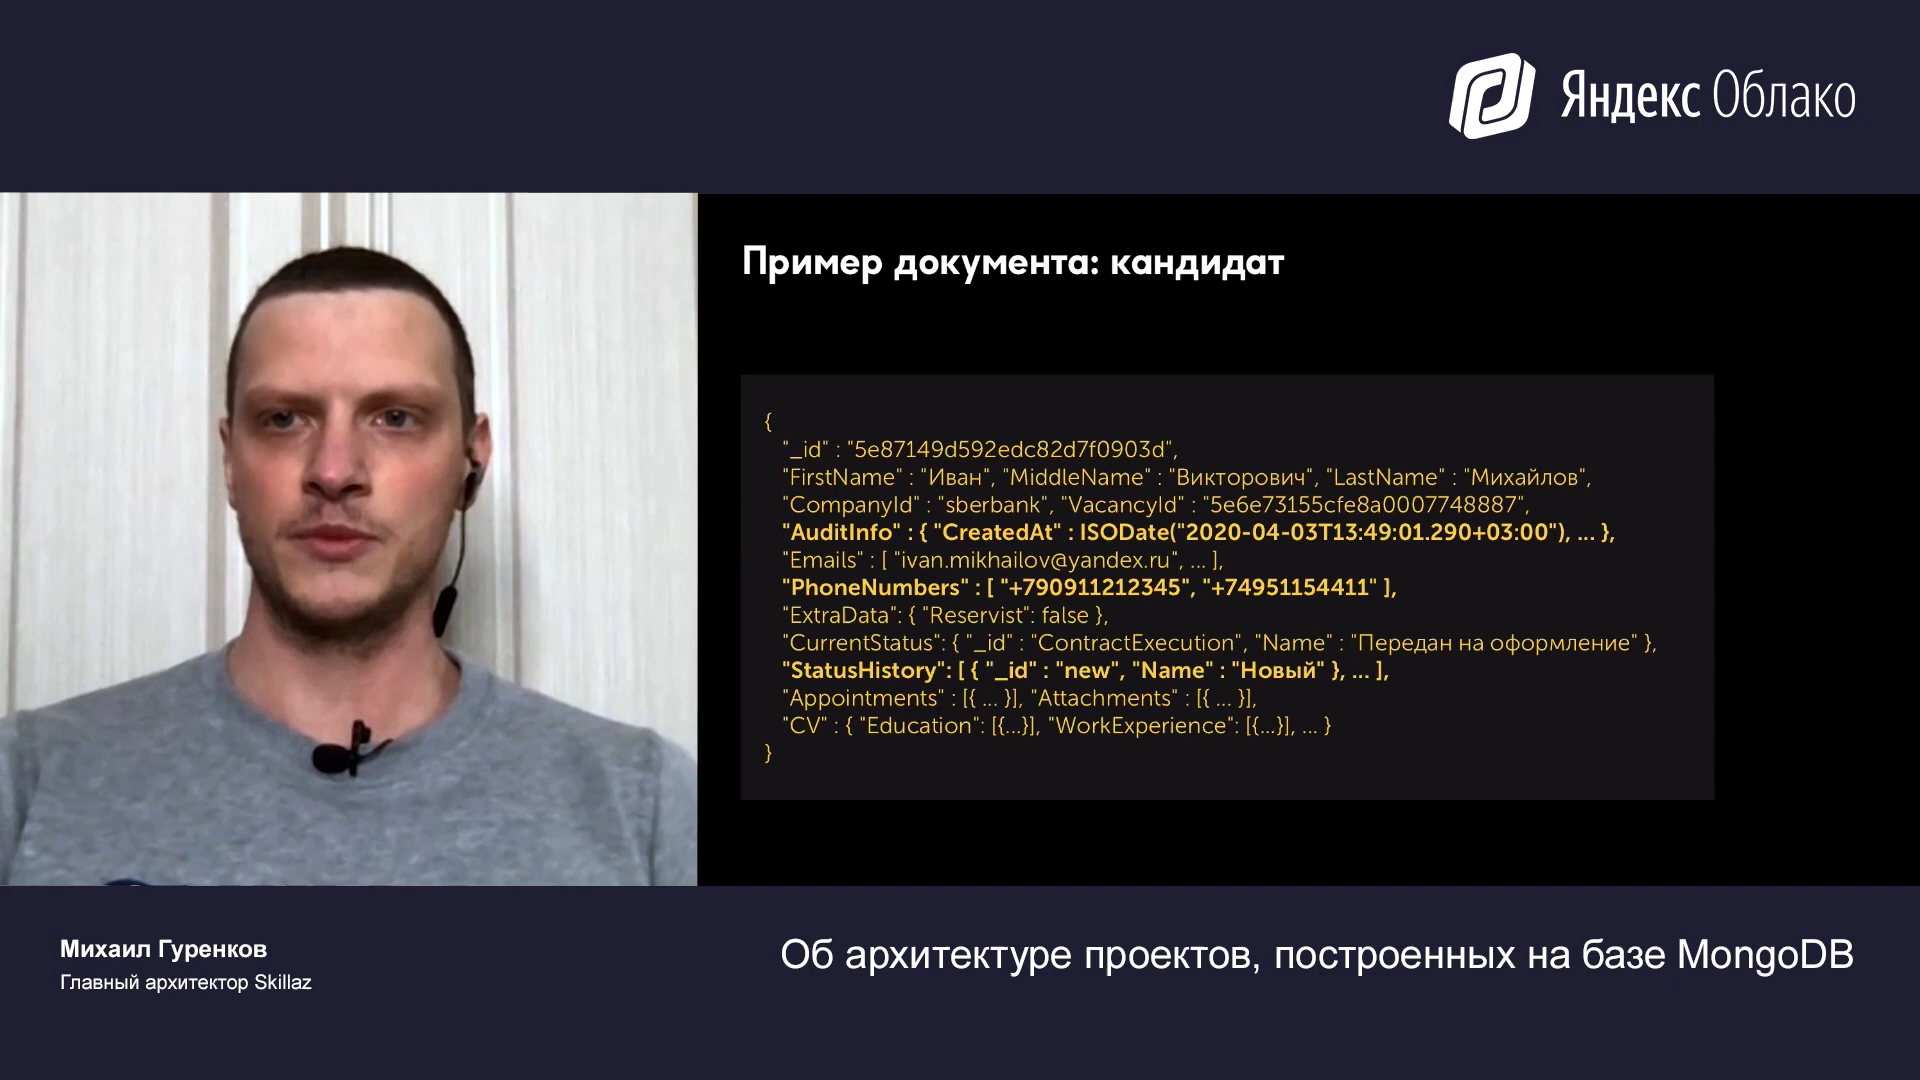 Яндекс Облако
Пример документа: кандидат
{
"_id" : "5e87149d592edc82d7f0903d",
"FirstName" : "Иван", "MiddleName" : "Викторович", "LastName" : "Михайлов",
"CompanyId" : "sberbank", "VacancyId" : "5e6e73155cfe8a0007748887",
"AuditInfo" : { "CreatedAt" : ISODate("2020-04-03T13:49:01.290+03:00"), ... },
"Emails" : [ "ivan.mikhailov@yandex.ru", ... ],
"PhoneNumbers" : [ "+790911212345", "+74951154411" ],
"ExtraData": { "Reservist": false },
"CurrentStatus": { "_id" : "ContractExecution", "Name" : "Передан на оформление" },
"StatusHistory": [ { "_id" : "new", "Name" : "Новый" }, ... ],
"Appointments" : [{ ... }], "Attachments" : [{ ... }],
"CV" : { "Education": [{...}], "WorkExperience": [{...}], ... }
}
Михаил Гуренков
Главный архитектор Skillaz
Об архитектуре проектов, построенных на базе MongoDB